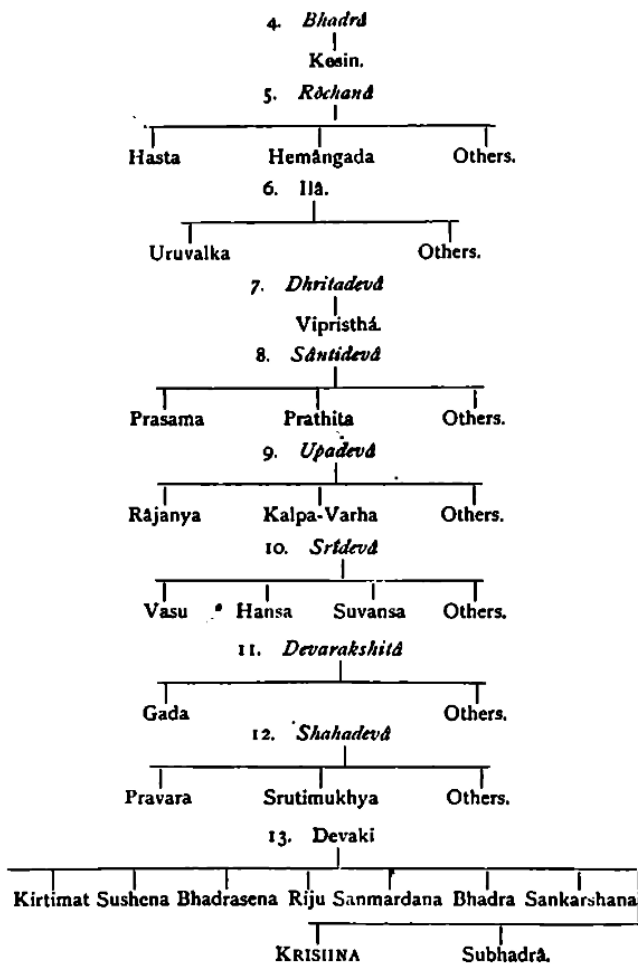 4. Bhadrâ
Kesin.
5. Rôchanâ
Hasta Hemângada Others.
6. Ilâ.
Uruvalka Others.
7. Dhritadevâ
Vipristhâ.
8. Sântidevâ
Prasama Prathita Others.
9. Upadevâ
Râjanya Kalpa-Varha Others.
10. Srîdevâ
Vasu Hansa Suvansa Others.
11. Devarakshitâ
Gada Others.
12. Shahadevâ
Pravara Srutimukhya Others.
13. Devaki
Kirtimat Sushena Bhadrasena Riju Sanmardana Bhadra Sankarshana
KRISHNA Subhadrâ.